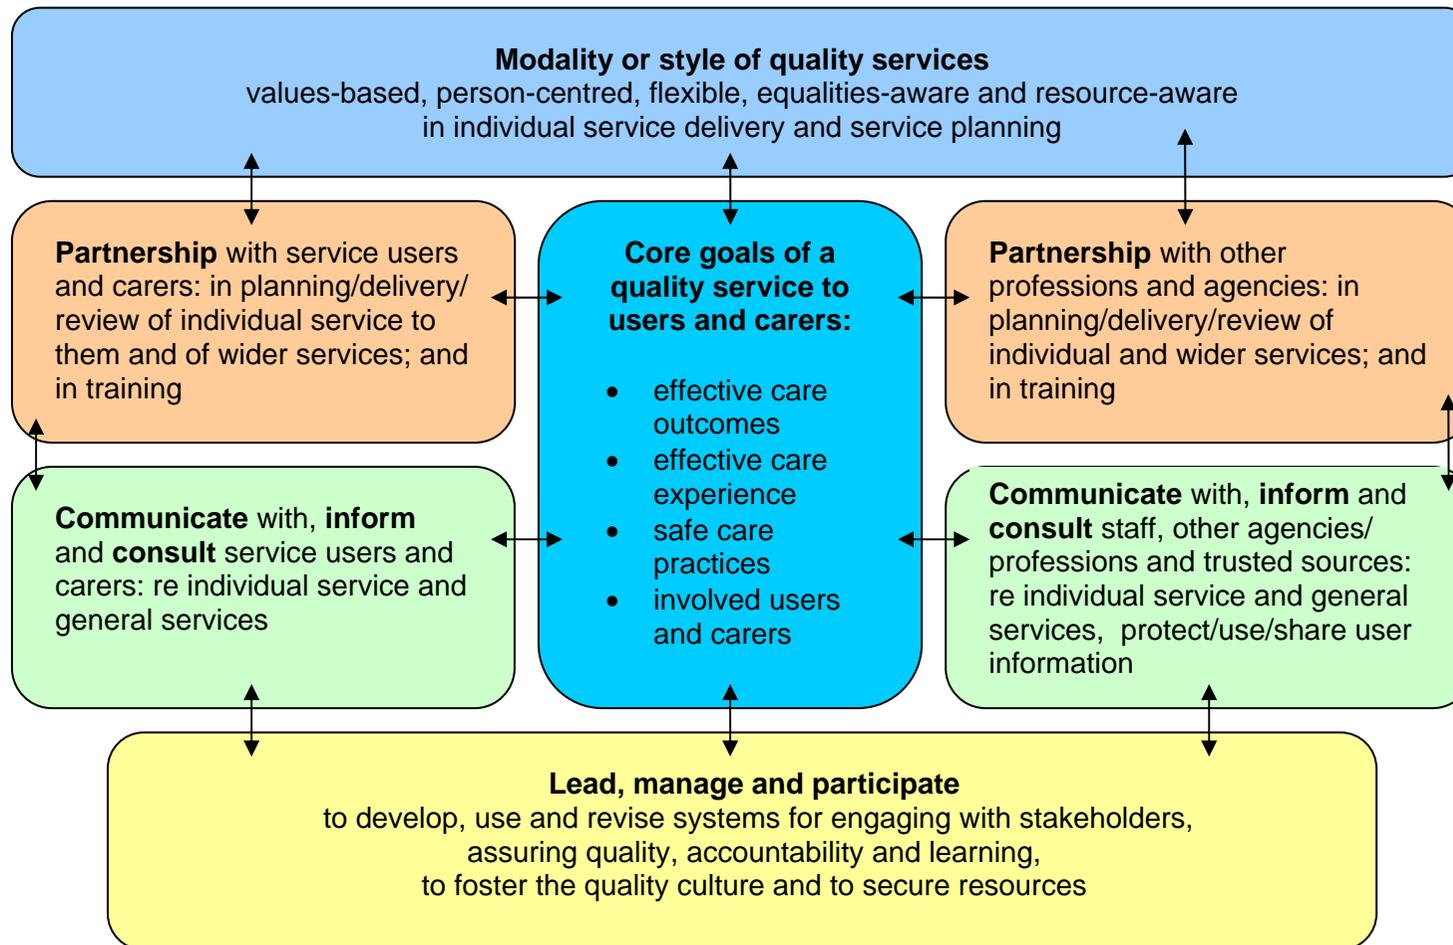 Modality or style of quality services
values-based, person-centred, flexible, equalities-aware and resource-aware
in individual service delivery and service planning
Partnership with service users
and carers: in planning/delivery/
review of individual service to
them and of wider services; and
in training
Core goals of a
quality service to
users and carers:
• effective care
outcomes
• effective care
experience
• safe care
practices
• involved users
and carers
Partnership with other
professions and agencies: in
planning/delivery/review of
individual and wider services; and
in training
Communicate with, inform
and consult service users and
carers: re individual service and
general services
Communicate with, inform and
consult staff, other agencies/
professions and trusted sources:
re individual service and general
services,  protect/use/share user
information
Lead, manage and participate
to develop, use and revise systems for engaging with stakeholders,
assuring quality, accountability and learning,
to foster the quality culture and to secure resources